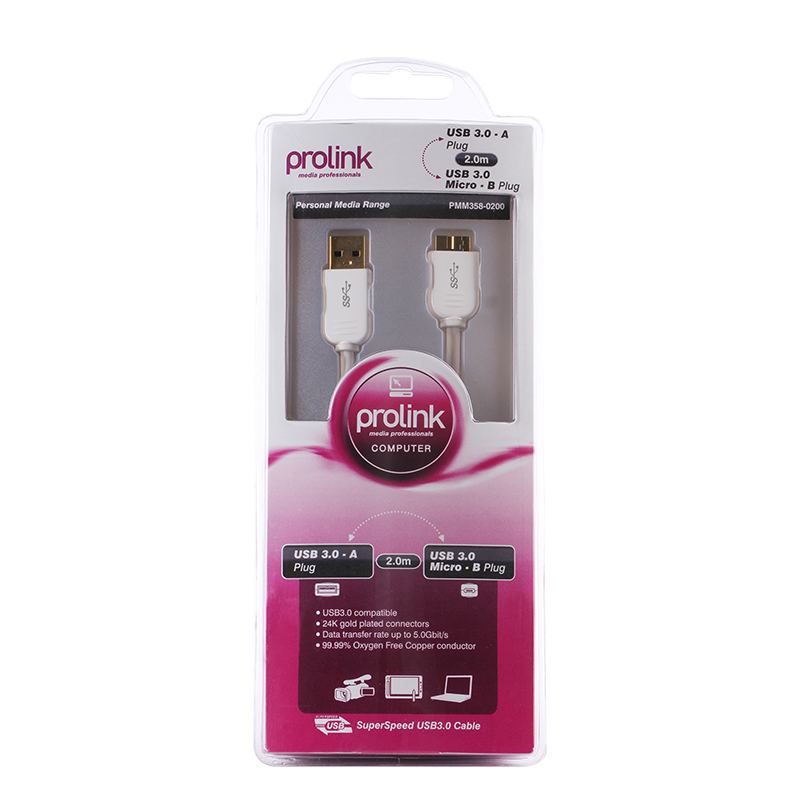 prolink
media professionals
USB 3.0 - A
Plug
2.0m
USB 3.0
Micro - B Plug
Personal Media Range PMM358-0200
SS
SS
prolink
media professionals
COMPUTER
USB 3.0 - A
Plug
2.0m
USB 3.0
Micro - B Plug
• USB3.0 compatible
• 24K gold plated connectors
• Data transfer rate up to 5.0Gbit/s
• 99.99% Oxygen Free Copper conductor
SUPERSPEED
USB
SuperSpeed USB3.0 Cable